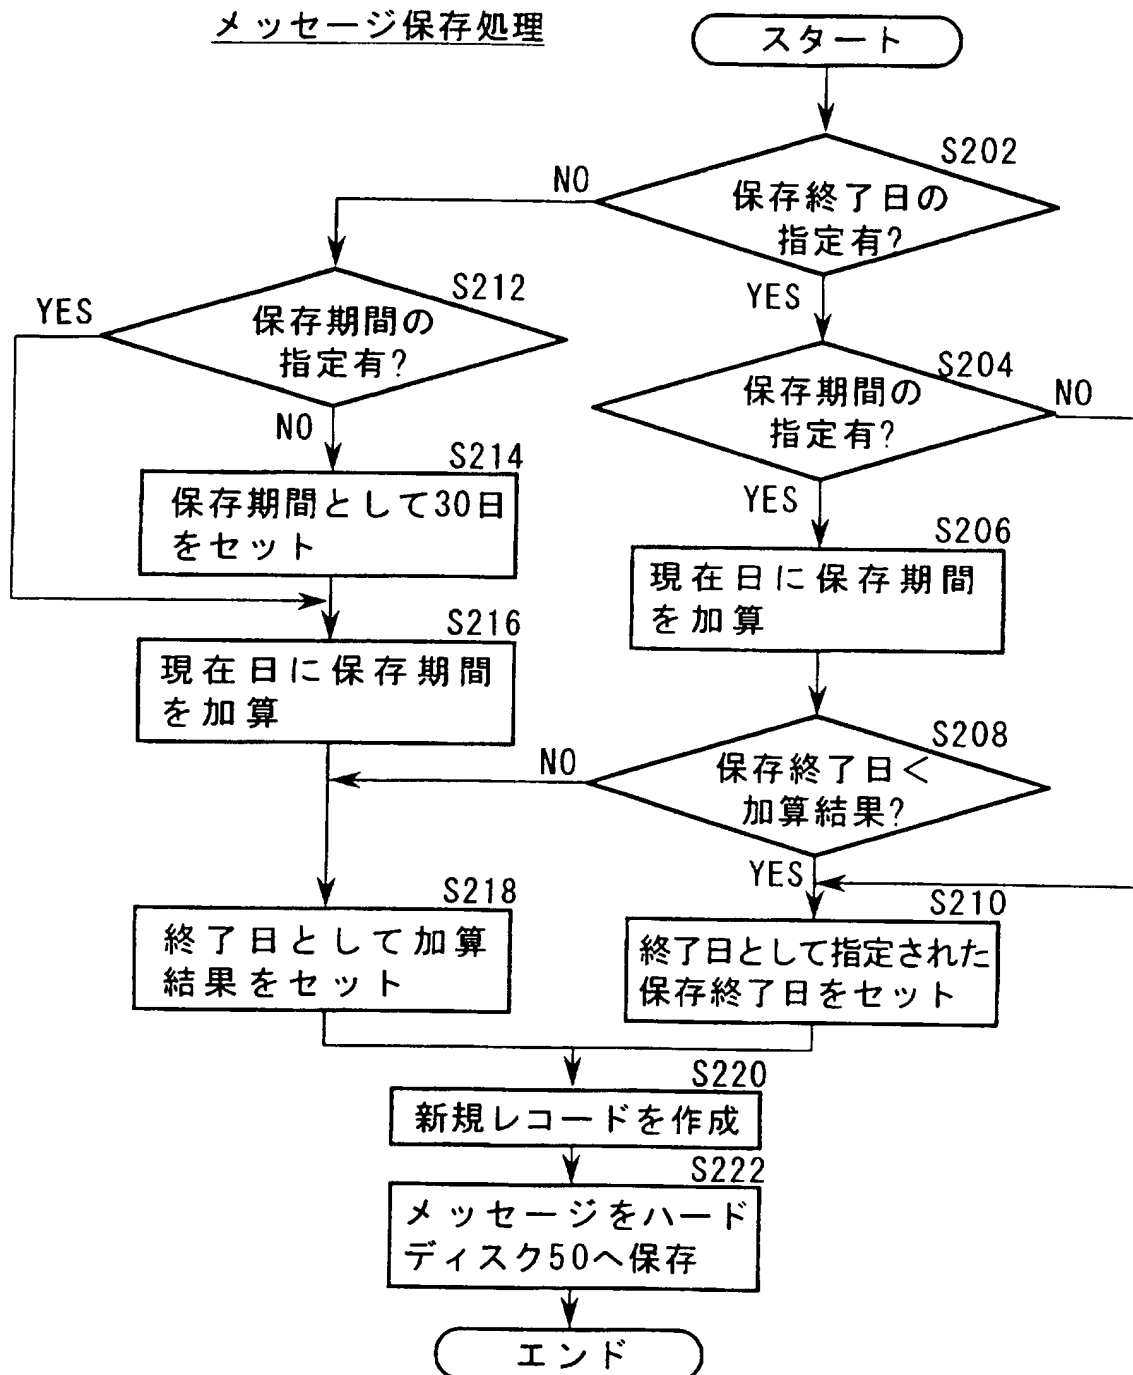 メッセージ保存処理
スタート
S202
保存終了日の
指定有?
NO
YES
S212
保存期間の
指定有?
YES
NO
S204
保存期間の
指定有?
NO
YES
S214
保存期間として30日
をセット
S206
現在日に保存期間
を加算
S216
現在日に保存期間
を加算
S208
保存終了日<
加算結果?
NO
YES
S218
終了日として加算
結果をセット
S210
終了日として指定された
保存終了日をセット
S220
新規レコードを作成
S222
メッセージをハード
ディスク50へ保存
エンド